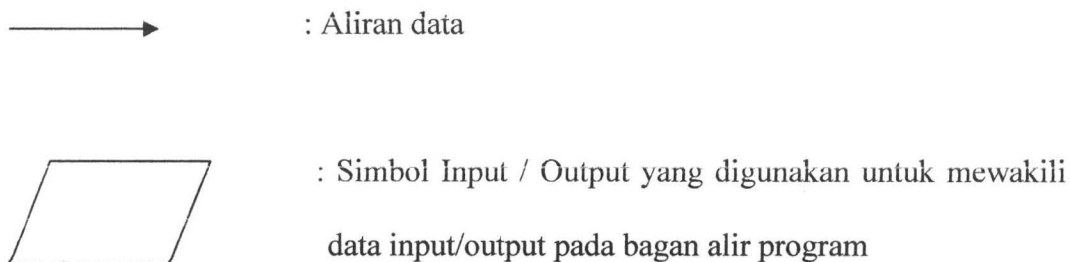 : Aliran data
: Simbol Input / Output yang digunakan untuk mewakili
data input/output pada bagan alir program